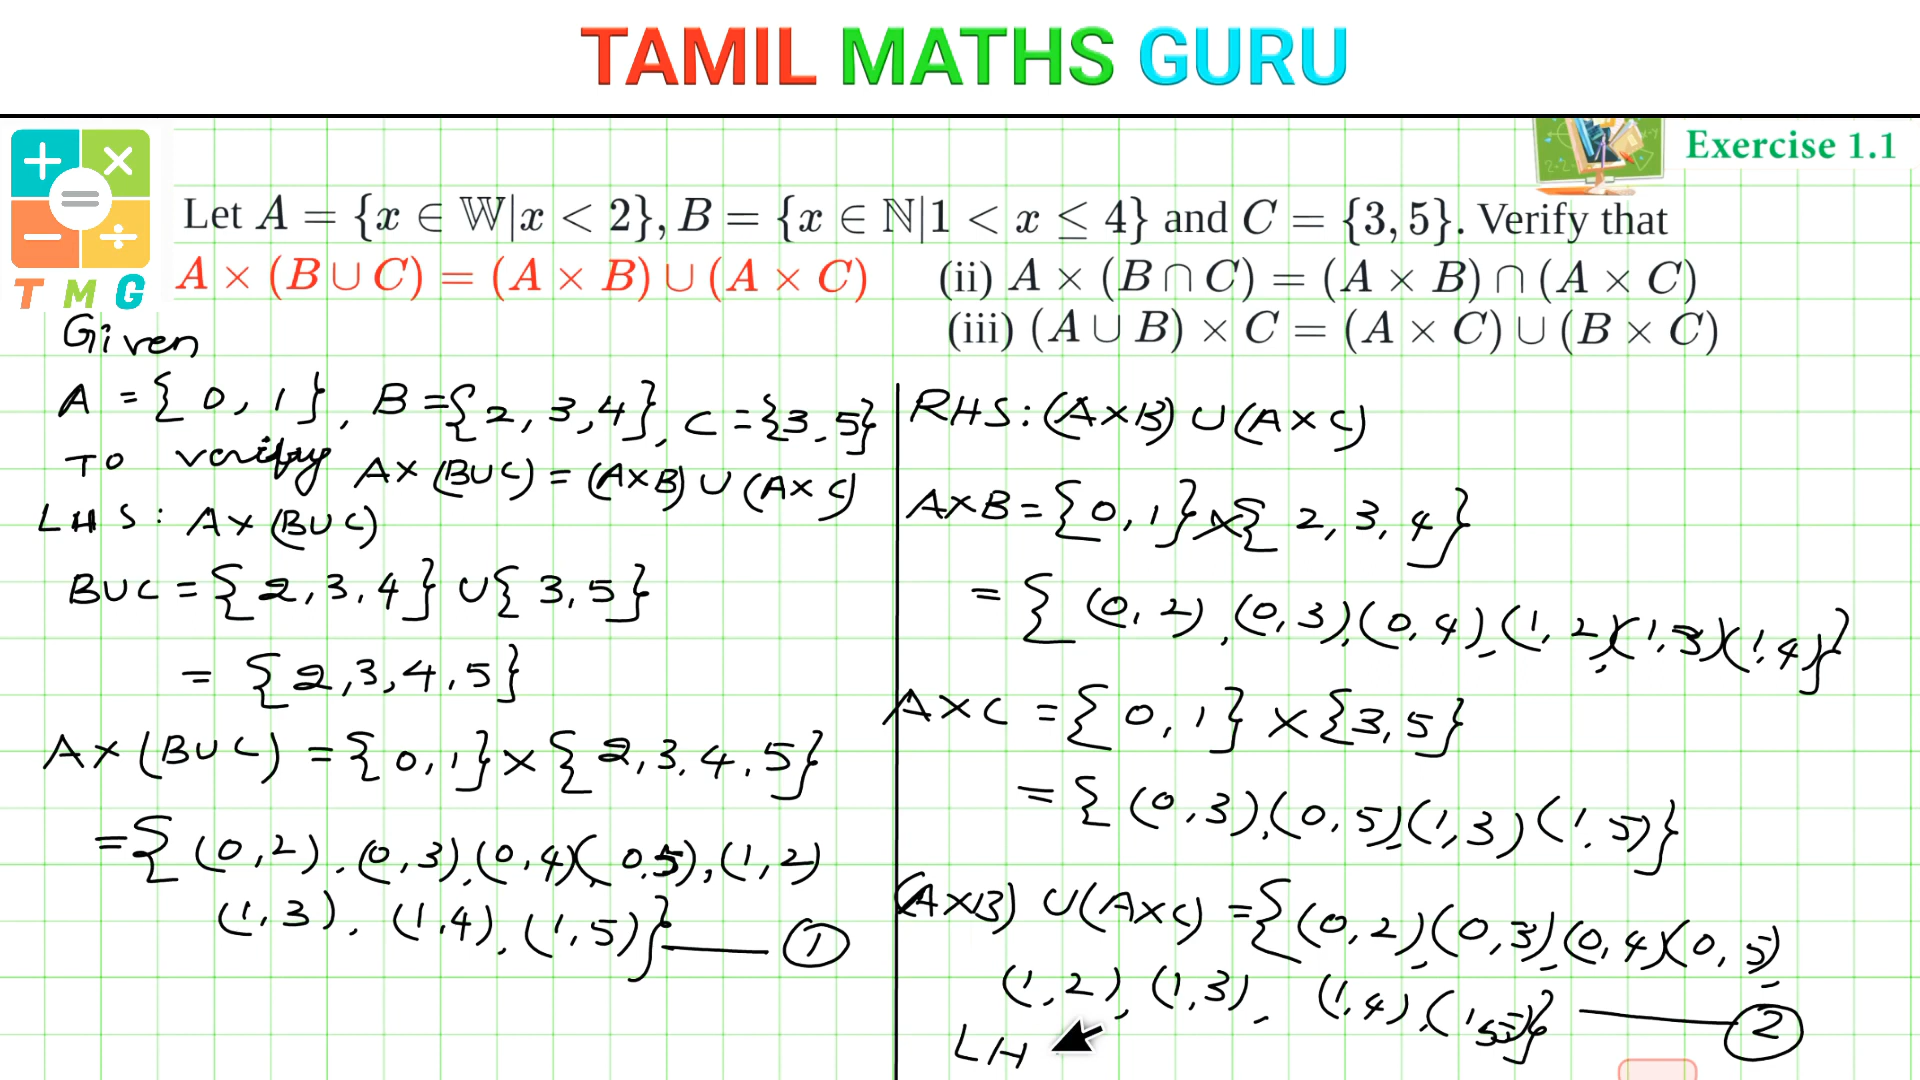 TAMIL MATHS GURU
Exercise 1.1
Let A = {x ∈ 𝕎|x < 2}, B = {x ∈ ℕ|1 < x ≤ 4} and C = {3, 5}. Verify that
A × (B ∪ C) = (A × B) ∪ (A × C) (ii) A × (B ∩ C) = (A × B) ∩ (A × C)
(iii) (A ∪ B) × C = (A × C) ∪ (B × C)
+ ×
=
− ÷
T M G
Given
A = { 0, 1 }, B = {2, 3, 4}, C = {3, 5}
To verify A×(B∪C) = (A×B) ∪ (A×C)
LHS: A×(B∪C)
B∪C = {2, 3, 4} ∪ {3, 5}
= {2, 3, 4, 5}
A×(B∪C) = {0, 1} × {2, 3, 4, 5}
= { (0, 2), (0, 3), (0, 4), (0, 5), (1, 2)
(1, 3), (1, 4), (1, 5)} — ①
RHS: (A×B) ∪ (A×C)
A×B = {0, 1} × {2, 3, 4}
= { (0, 2), (0, 3), (0, 4), (1, 2), (1, 3)(1, 4)}
A×C = {0, 1} × {3, 5}
= { (0, 3), (0, 5), (1, 3) (1, 5)}
(A×B) ∪ (A×C) = {(0, 2), (0, 3), (0, 4)(0, 5),
(1, 2), (1, 3), (1, 4), (1, 5)} — ②
LH